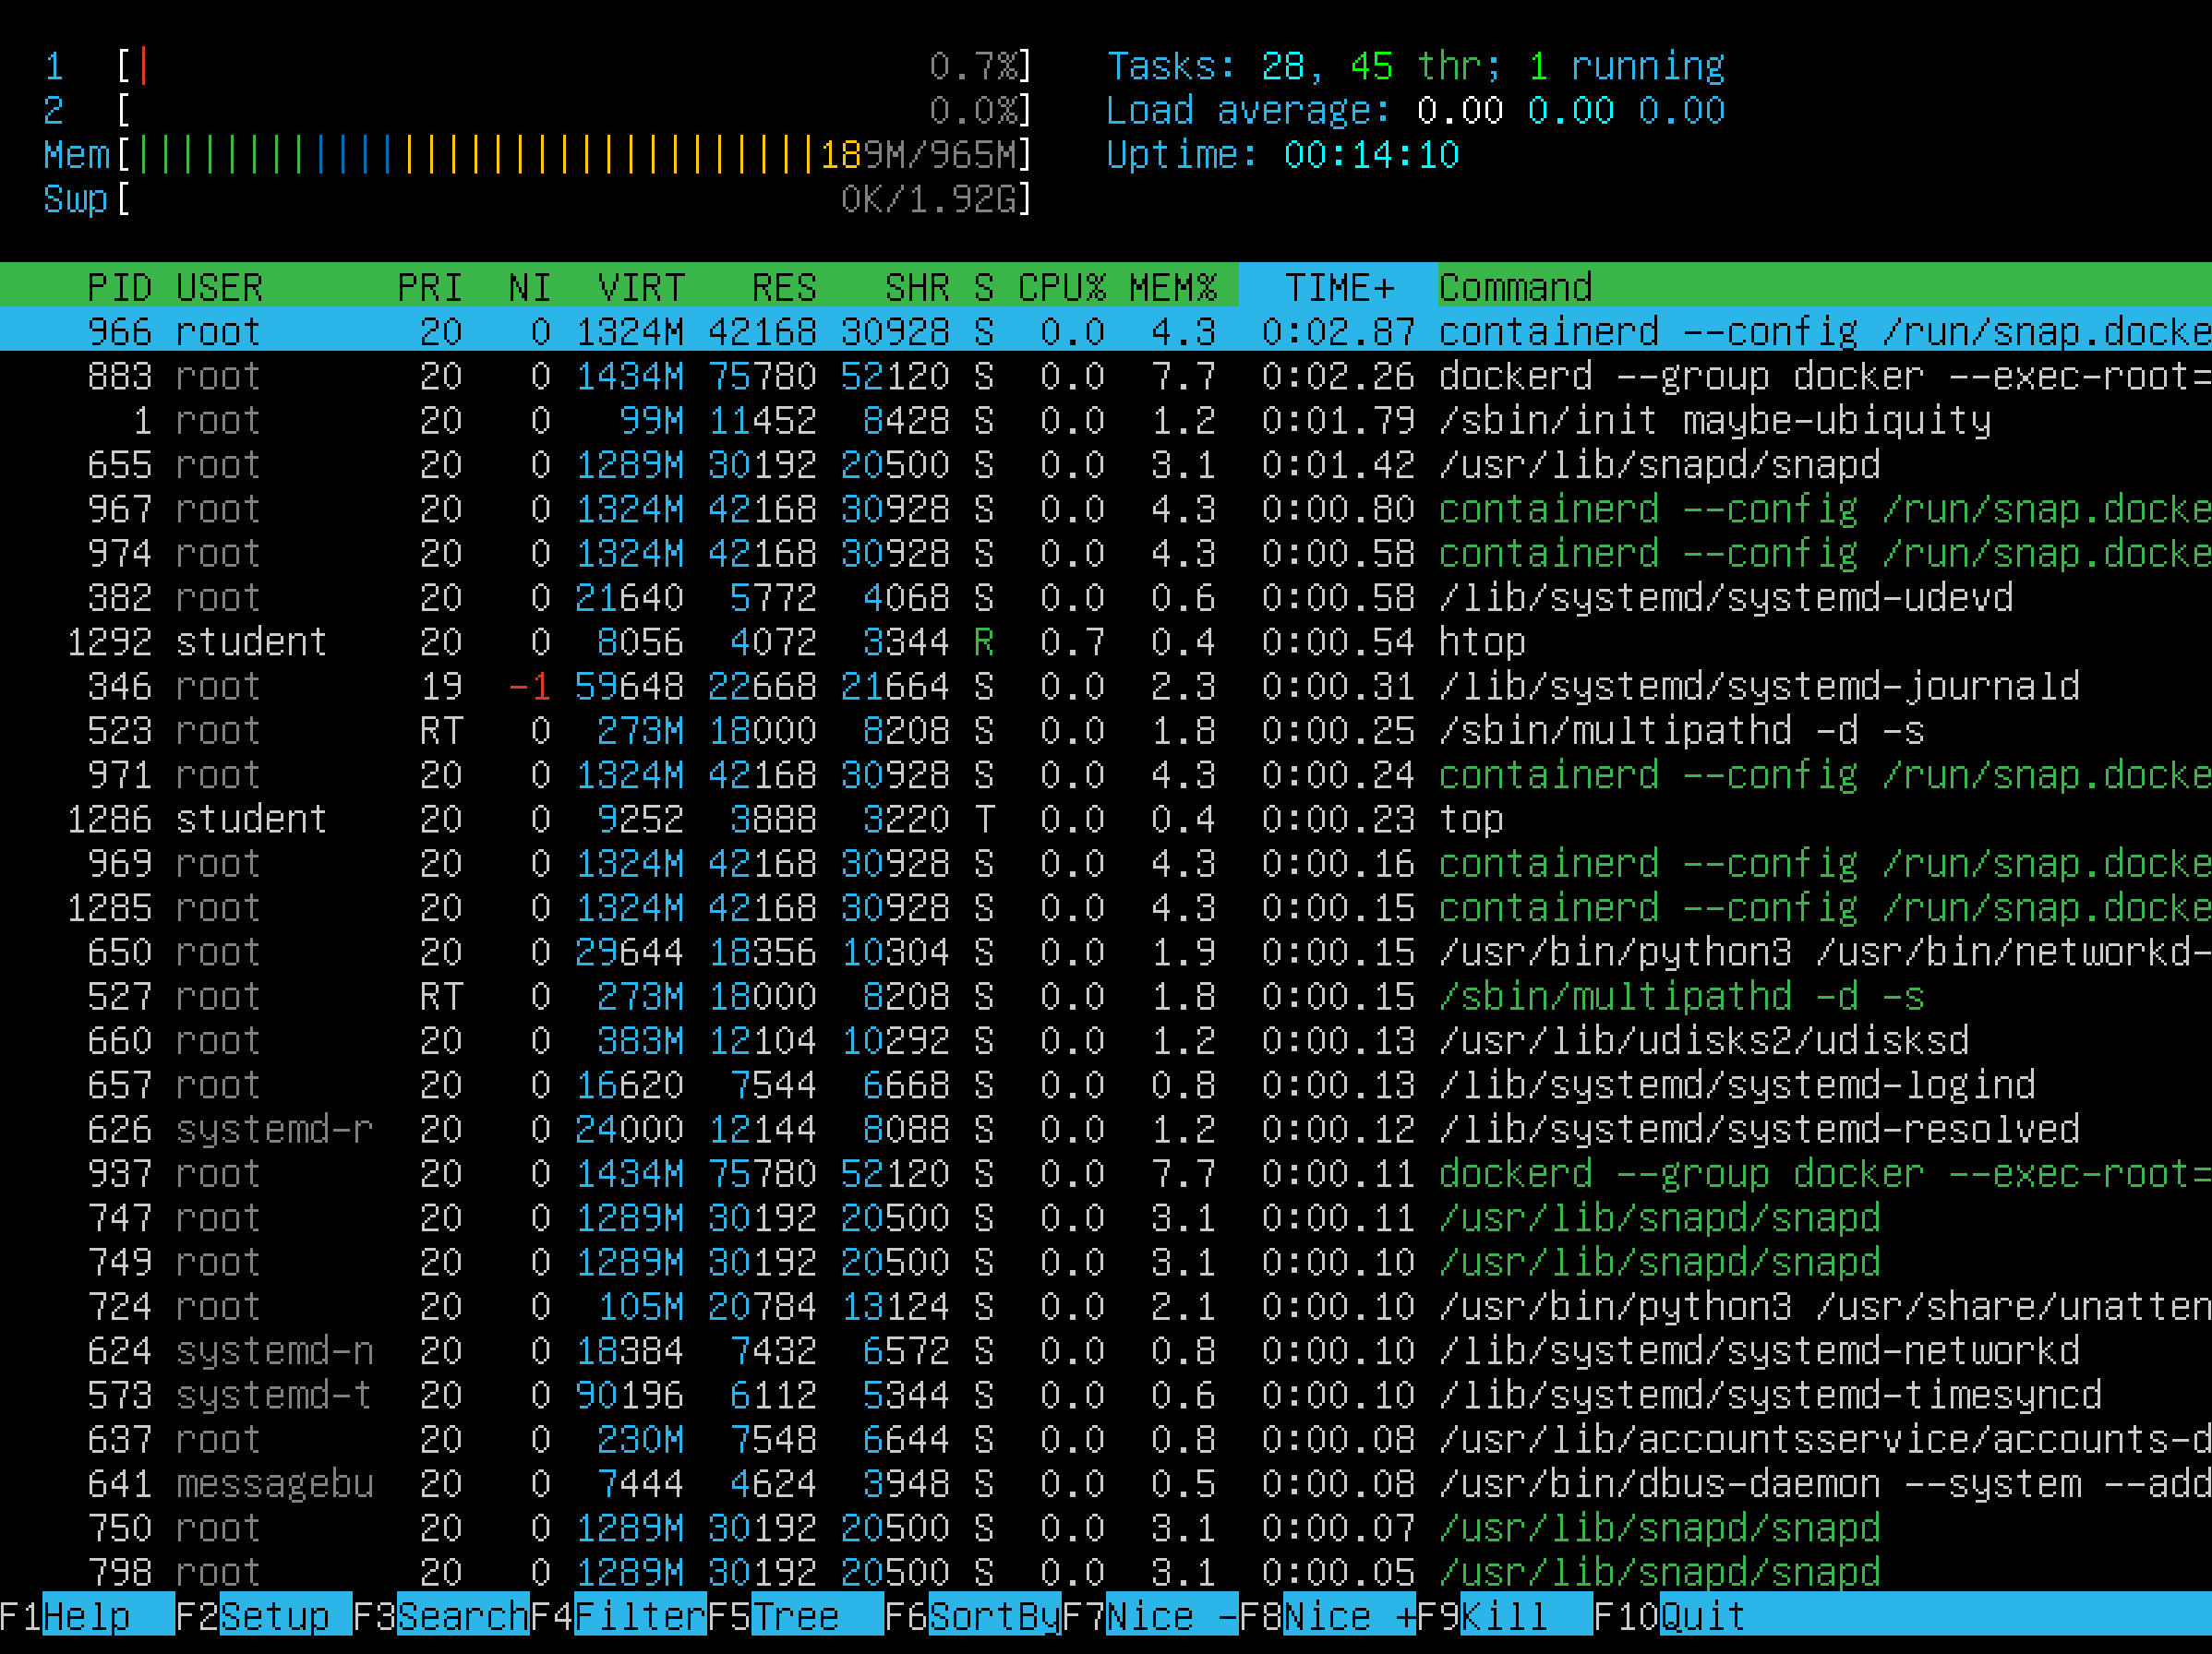 1 [| 0.7%] Tasks: 28, 45 thr; 1 running
2 [ 0.0%] Load average: 0.00 0.00 0.00
Mem[|||||||||||||||||||||||||||||||189M/965M] Uptime: 00:14:10
Swp[ 0K/1.92G]
PID USER PRI NI VIRT RES SHR S CPU% MEM% TIME+ Command
966 root 20 0 1324M 42168 30928 S 0.0 4.3 0:02.87 containerd --config /run/snap.docke
883 root 20 0 1434M 75780 52120 S 0.0 7.7 0:02.26 dockerd --group docker --exec-root=
1 root 20 0 99M 11452 8428 S 0.0 1.2 0:01.79 /sbin/init maybe-ubiquity
655 root 20 0 1289M 30192 20500 S 0.0 3.1 0:01.42 /usr/lib/snapd/snapd
967 root 20 0 1324M 42168 30928 S 0.0 4.3 0:00.80 containerd --config /run/snap.docke
974 root 20 0 1324M 42168 30928 S 0.0 4.3 0:00.58 containerd --config /run/snap.docke
382 root 20 0 21640 5772 4068 S 0.0 0.6 0:00.58 /lib/systemd/systemd-udevd
1292 student 20 0 8056 4072 3344 R 0.7 0.4 0:00.54 htop
346 root 19 -1 59648 22668 21664 S 0.0 2.3 0:00.31 /lib/systemd/systemd-journald
523 root RT 0 273M 18000 8208 S 0.0 1.8 0:00.25 /sbin/multipathd -d -s
971 root 20 0 1324M 42168 30928 S 0.0 4.3 0:00.24 containerd --config /run/snap.docke
1286 student 20 0 9252 3888 3220 T 0.0 0.4 0:00.23 top
969 root 20 0 1324M 42168 30928 S 0.0 4.3 0:00.16 containerd --config /run/snap.docke
1285 root 20 0 1324M 42168 30928 S 0.0 4.3 0:00.15 containerd --config /run/snap.docke
650 root 20 0 29644 18356 10304 S 0.0 1.9 0:00.15 /usr/bin/python3 /usr/bin/networkd-
527 root RT 0 273M 18000 8208 S 0.0 1.8 0:00.15 /sbin/multipathd -d -s
660 root 20 0 383M 12104 10292 S 0.0 1.2 0:00.13 /usr/lib/udisks2/udisksd
657 root 20 0 16620 7544 6668 S 0.0 0.8 0:00.13 /lib/systemd/systemd-logind
626 systemd-r 20 0 24000 12144 8088 S 0.0 1.2 0:00.12 /lib/systemd/systemd-resolved
937 root 20 0 1434M 75780 52120 S 0.0 7.7 0:00.11 dockerd --group docker --exec-root=
747 root 20 0 1289M 30192 20500 S 0.0 3.1 0:00.11 /usr/lib/snapd/snapd
749 root 20 0 1289M 30192 20500 S 0.0 3.1 0:00.10 /usr/lib/snapd/snapd
724 root 20 0 105M 20784 13124 S 0.0 2.1 0:00.10 /usr/bin/python3 /usr/share/unatten
624 systemd-n 20 0 18384 7432 6572 S 0.0 0.8 0:00.10 /lib/systemd/systemd-networkd
573 systemd-t 20 0 90196 6112 5344 S 0.0 0.6 0:00.10 /lib/systemd/systemd-timesyncd
637 root 20 0 230M 7548 6644 S 0.0 0.8 0:00.08 /usr/lib/accountsservice/accounts-d
641 messagebu 20 0 7444 4624 3948 S 0.0 0.5 0:00.08 /usr/bin/dbus-daemon --system --add
750 root 20 0 1289M 30192 20500 S 0.0 3.1 0:00.07 /usr/lib/snapd/snapd
798 root 20 0 1289M 30192 20500 S 0.0 3.1 0:00.05 /usr/lib/snapd/snapd
F1Help F2Setup F3SearchF4FilterF5Tree F6SortByF7Nice -F8Nice +F9Kill F10Quit